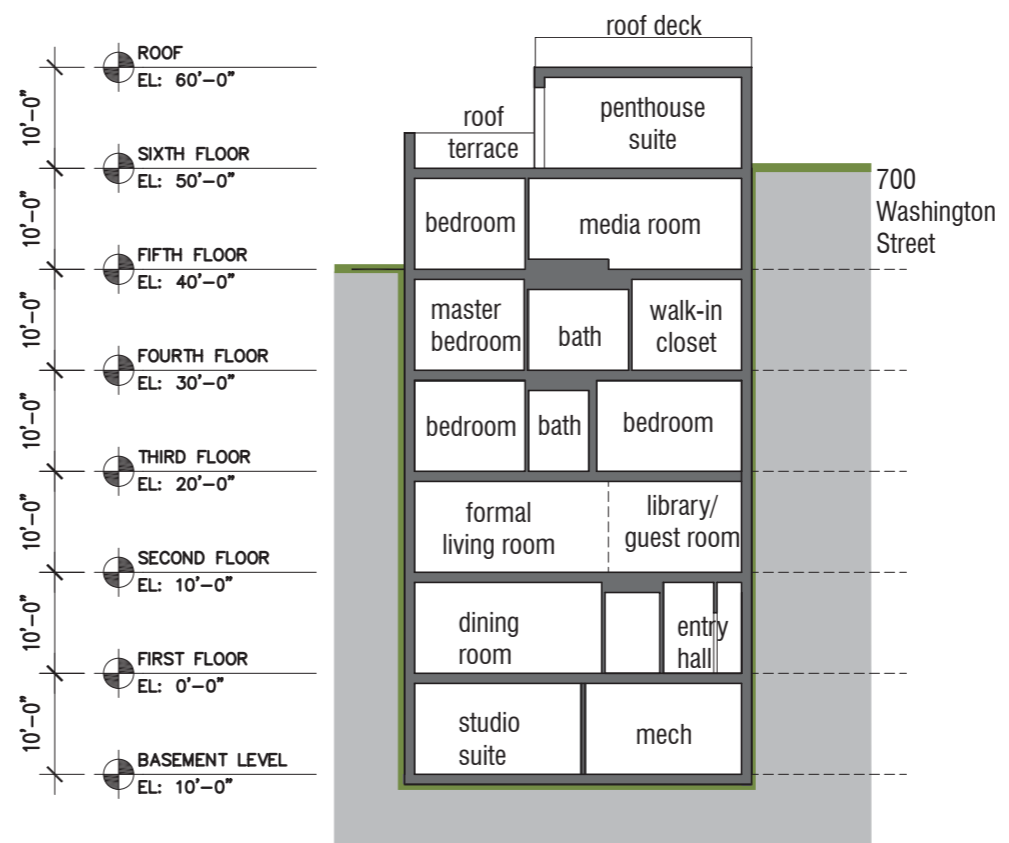 roof deck
ROOF
EL: 60'-0"
10'-0"
penthouse
suite
roof
terrace
SIXTH FLOOR
EL: 50'-0"
700
Washington
Street
10'-0"
bedroom
media room
FIFTH FLOOR
EL: 40'-0"
10'-0"
master
bedroom
bath
walk-in
closet
FOURTH FLOOR
EL: 30'-0"
10'-0"
bedroom
bath
bedroom
THIRD FLOOR
EL: 20'-0"
10'-0"
formal
living room
library/
guest room
SECOND FLOOR
EL: 10'-0"
10'-0"
dining
room
entry
hall
FIRST FLOOR
EL: 0'-0"
10'-0"
studio
suite
mech
BASEMENT LEVEL
EL: 10'-0"